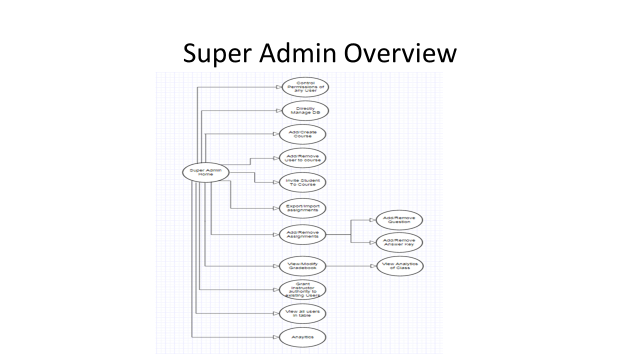 Super Admin Overview
Control
Permissions of
any User
Directly
Manage DB
Add/Create
Course
Add/Remove
user to course
Super Admin
Home
Invite Student
To Course
Export/Import
assignments
Add/Remove
Assignments
Add/Remove
Question
Add/Remove
Answer Key
View/Modify
Gradebook
View Analytics
of Class
Grant
instructor
authority to
existing Users
View all users
in table
Analytics